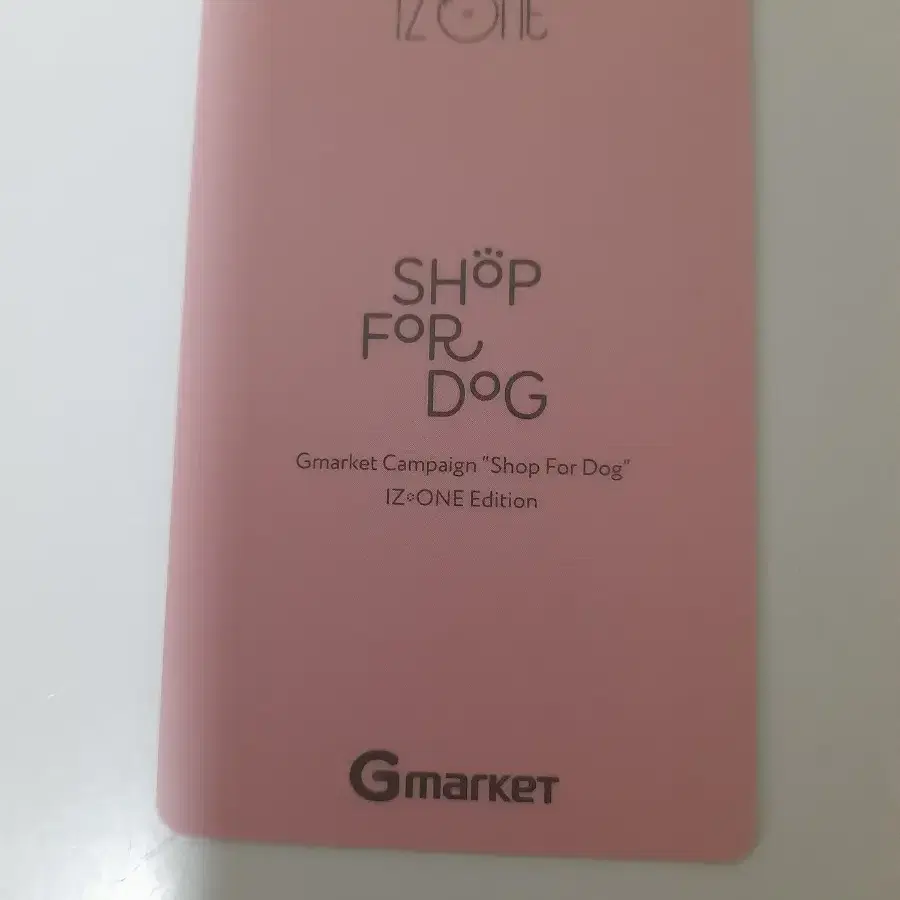 IZ*ONE
SHOP
FOR
DOG
Gmarket Campaign "Shop For Dog"
IZ*ONE Edition
Gmarket